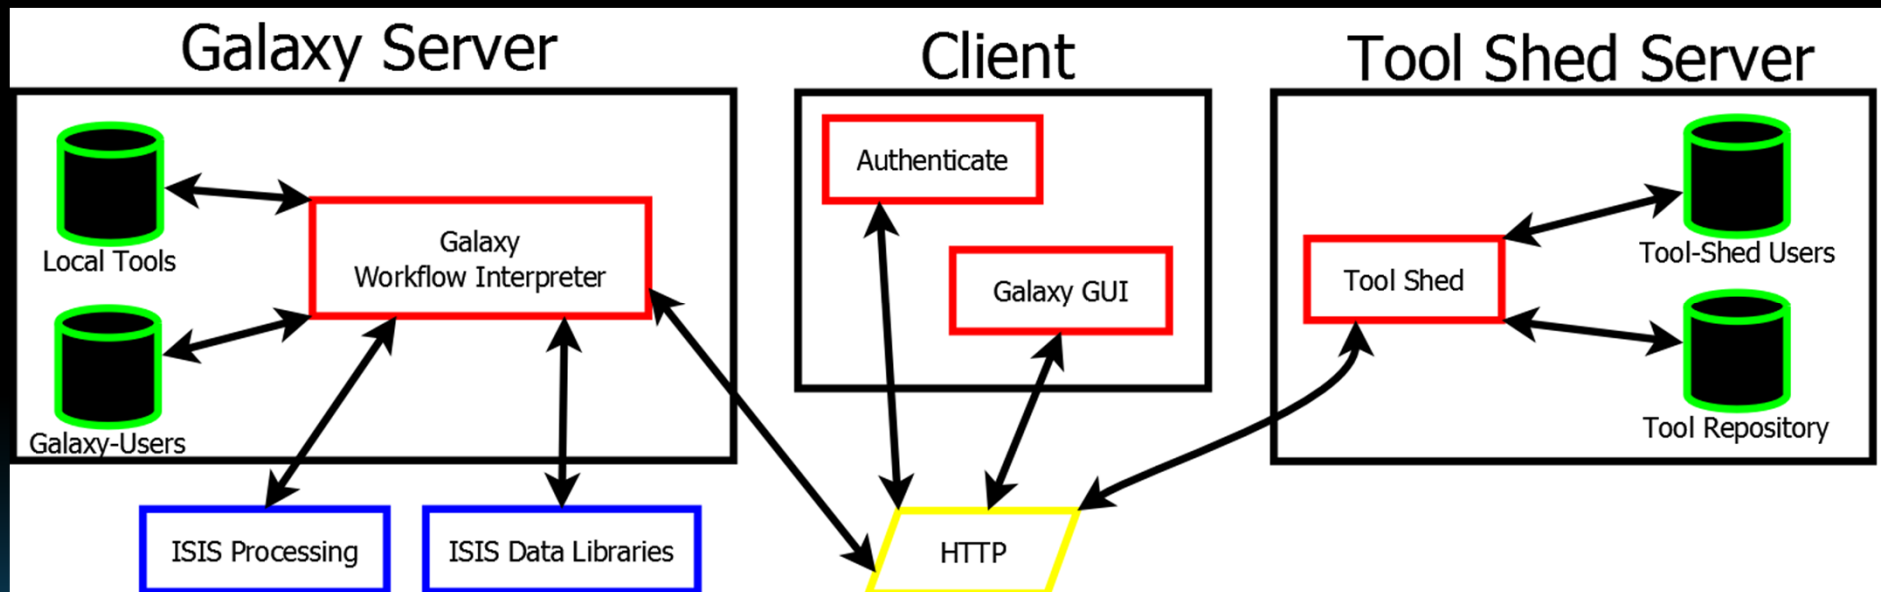 Galaxy Server
Client
Tool Shed Server
Local Tools
Galaxy
Workflow Interpreter
Galaxy-Users
ISIS Processing
ISIS Data Libraries
Authenticate
Galaxy GUI
HTTP
Tool Shed
Tool-Shed Users
Tool Repository